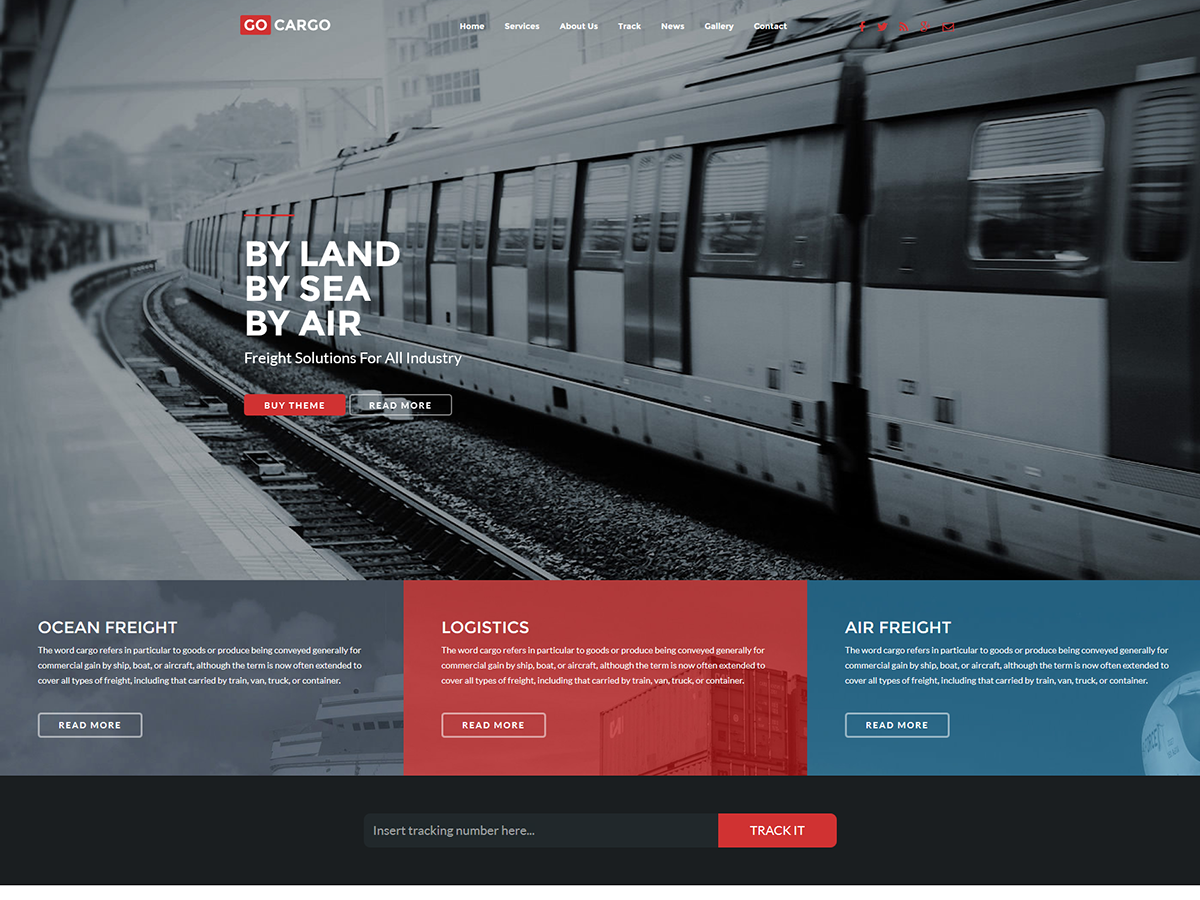 GO CARGO
Home Services About Us Track News Gallery Contact
BY LAND
BY SEA
BY AIR
Freight Solutions For All Industry
BUY THEME READ MORE
OCEAN FREIGHT
The word cargo refers in particular to goods or produce being conveyed generally for
commercial gain by ship, boat, or aircraft, although the term is now often extended to
cover all types of freight, including that carried by train, van, truck, or container.
READ MORE
LOGISTICS
The word cargo refers in particular to goods or produce being conveyed generally for
commercial gain by ship, boat, or aircraft, although the term is now often extended to
cover all types of freight, including that carried by train, van, truck, or container.
READ MORE
AIR FREIGHT
The word cargo refers in particular to goods or produce being conveyed generally for
commercial gain by ship, boat, or aircraft, although the term is now often extended to
cover all types of freight, including that carried by train, van, truck, or container.
READ MORE
Insert tracking number here...
TRACK IT